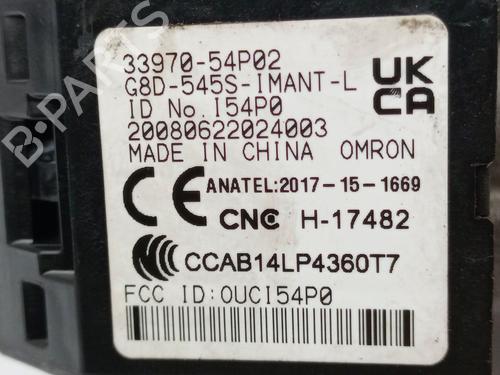 33970-54P02
G8D-545S-IMANT-L
ID No.I54P0
20080622024003
MADE IN CHINA OMRON
UK
CA
CE
ANATEL:2017-15-1669
CNC H-17482
CCAB14LP4360T7
FCC ID:OUCI54P0
B-PARTS